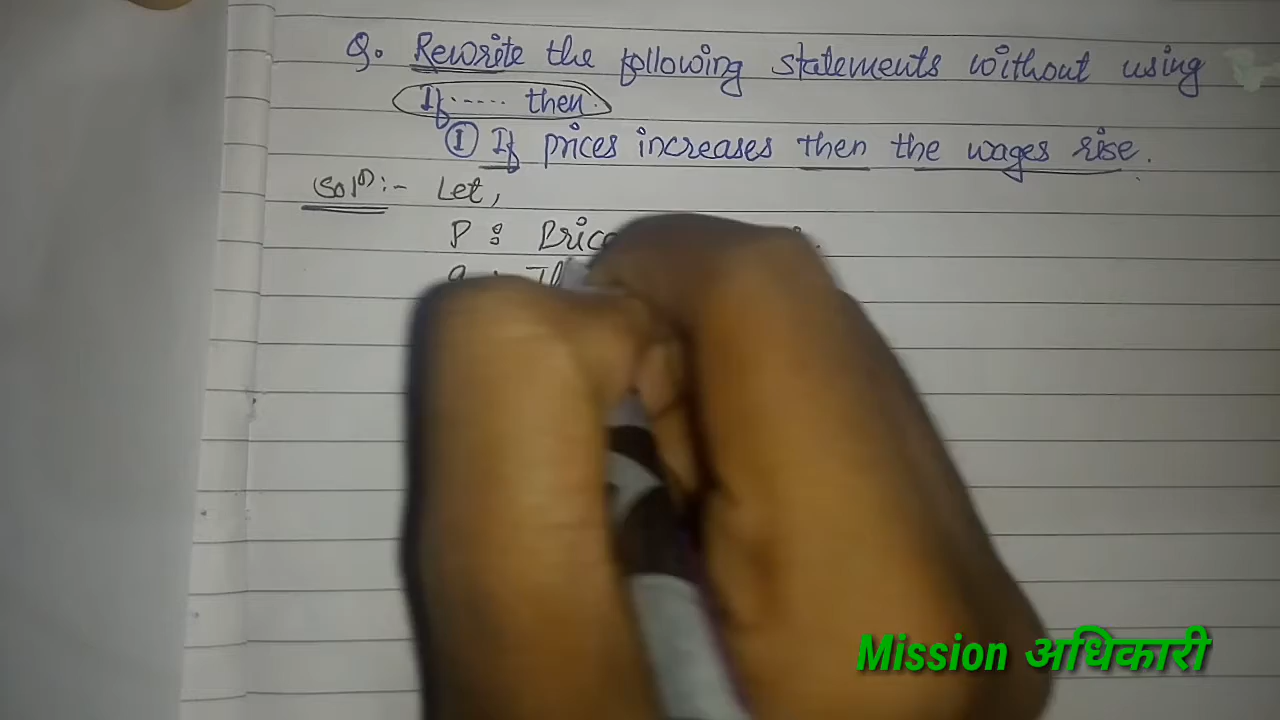 Q. Rewrite the following statements without using
If ..... then.
① If prices increases then the wages rise.
Solⁿ :- Let,
P :
q :
Mission अधिकारी